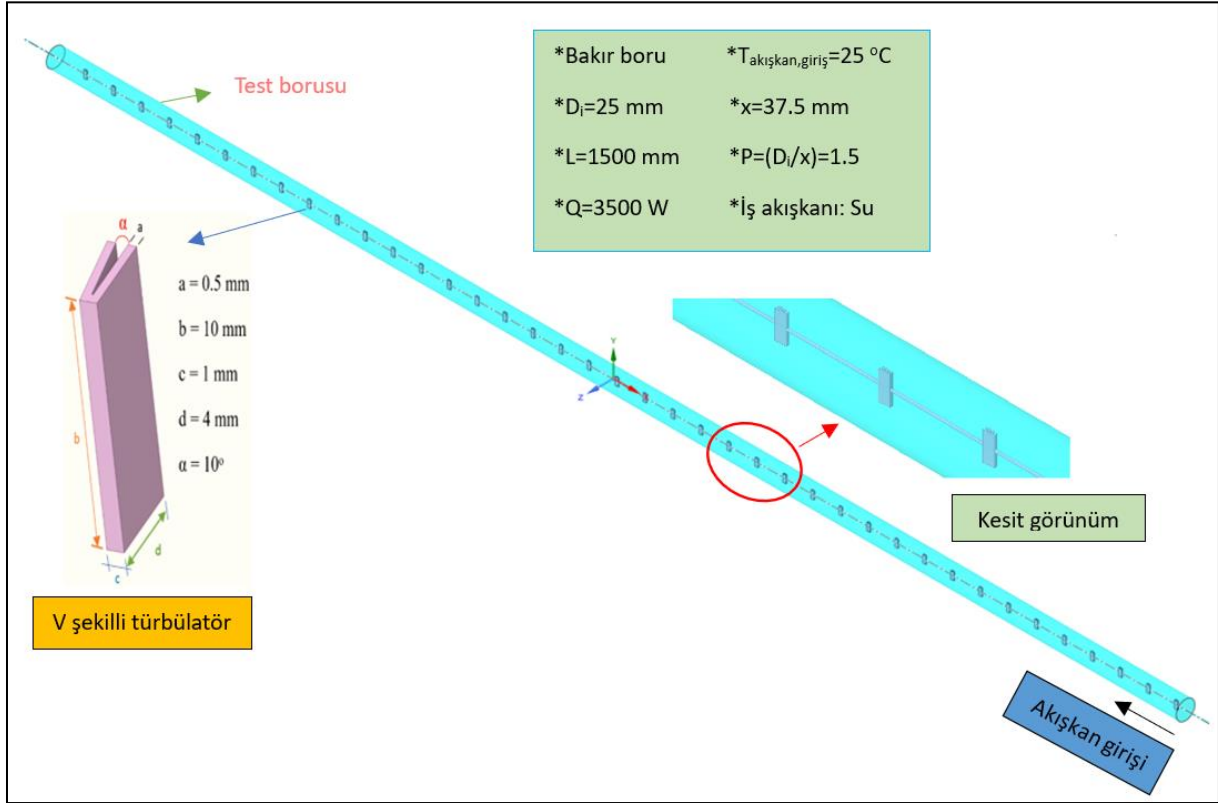 Test borusu
*Bakır boru
*Dᵢ=25 mm
*L=1500 mm
*Q=3500 W
*Takışkan,giriş=25 °C
*x=37.5 mm
*P=(Dᵢ/x)=1.5
*İş akışkanı: Su
α
a
b
c
d
a = 0.5 mm
b = 10 mm
c = 1 mm
d = 4 mm
α = 10°
V şekilli türbülatör
Y
Z
Kesit görünüm
Akışkan girişi